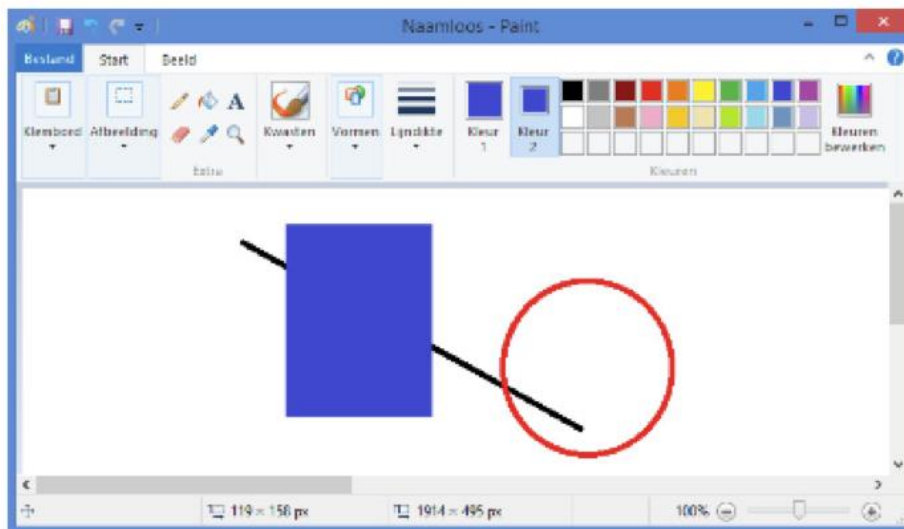 Naamloos - Paint
Bestand Start Beeld
Klembord Afbeelding A Kwasten Vormen Lijndikte Kleur 1 Kleur 2 Kleuren bewerken
Extra Kleuren
119 × 158 px 1914 × 495 px 100%